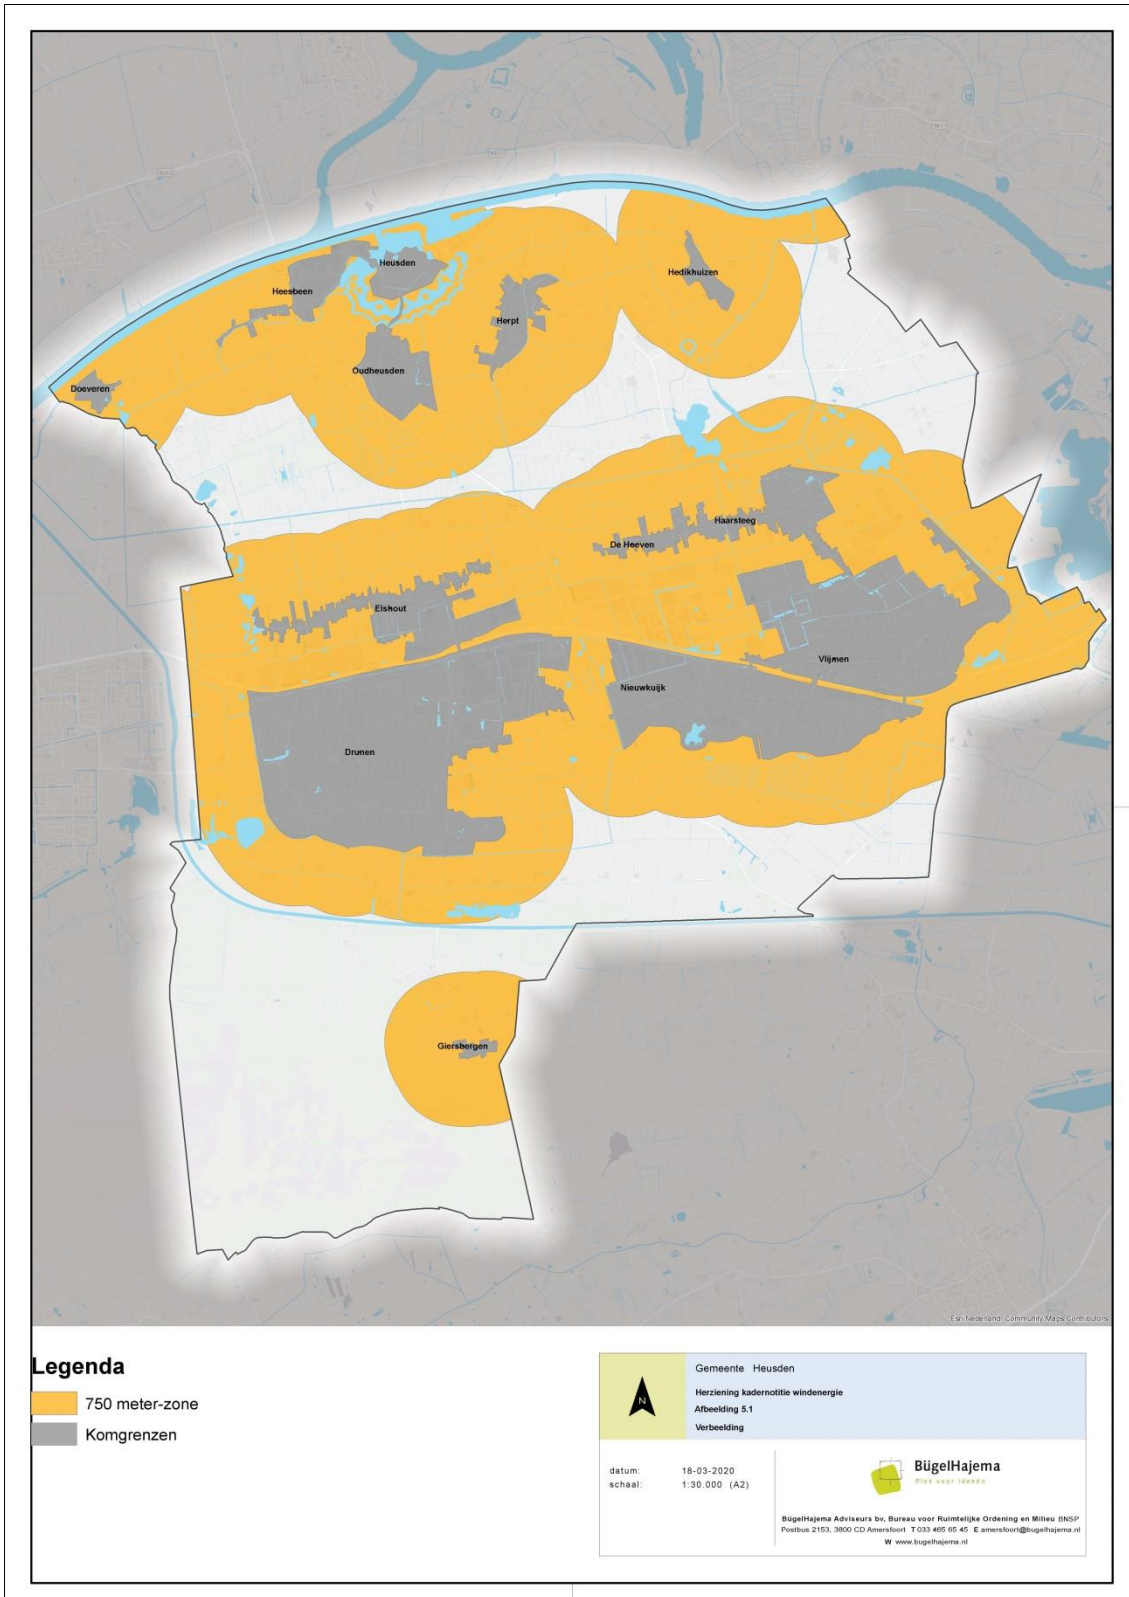 Heusden
Hedikhuizen
Heesbeen
Herpt
Oudheusden
Doeveren
Haarsteeg
De Hoeven
Elshout
Vlijmen
Nieuwkuijk
Drunen
Giersbergen
Esri Nederland, Community Maps Contributors
Legenda
750 meter-zone
Komgrenzen
N
Gemeente Heusden
Herziening kadernotitie windenergie
Afbeelding 5.1
Verbeelding
datum: 18-03-2020
schaal: 1:30.000 (A2)
BügelHajema
Plek voor ideeën
BügelHajema Adviseurs bv, Bureau voor Ruimtelijke Ordening en Milieu BNSP
Postbus 2153, 3800 CD Amersfoort T 033 465 65 45 E amersfoort@bugelhajema.nl
W www.bugelhajema.nl